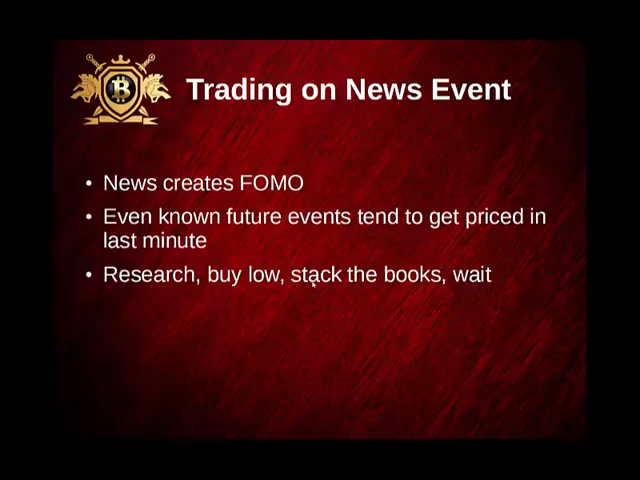 Trading on News Event
• News creates FOMO
• Even known future events tend to get priced in
last minute
• Research, buy low, stack the books, wait